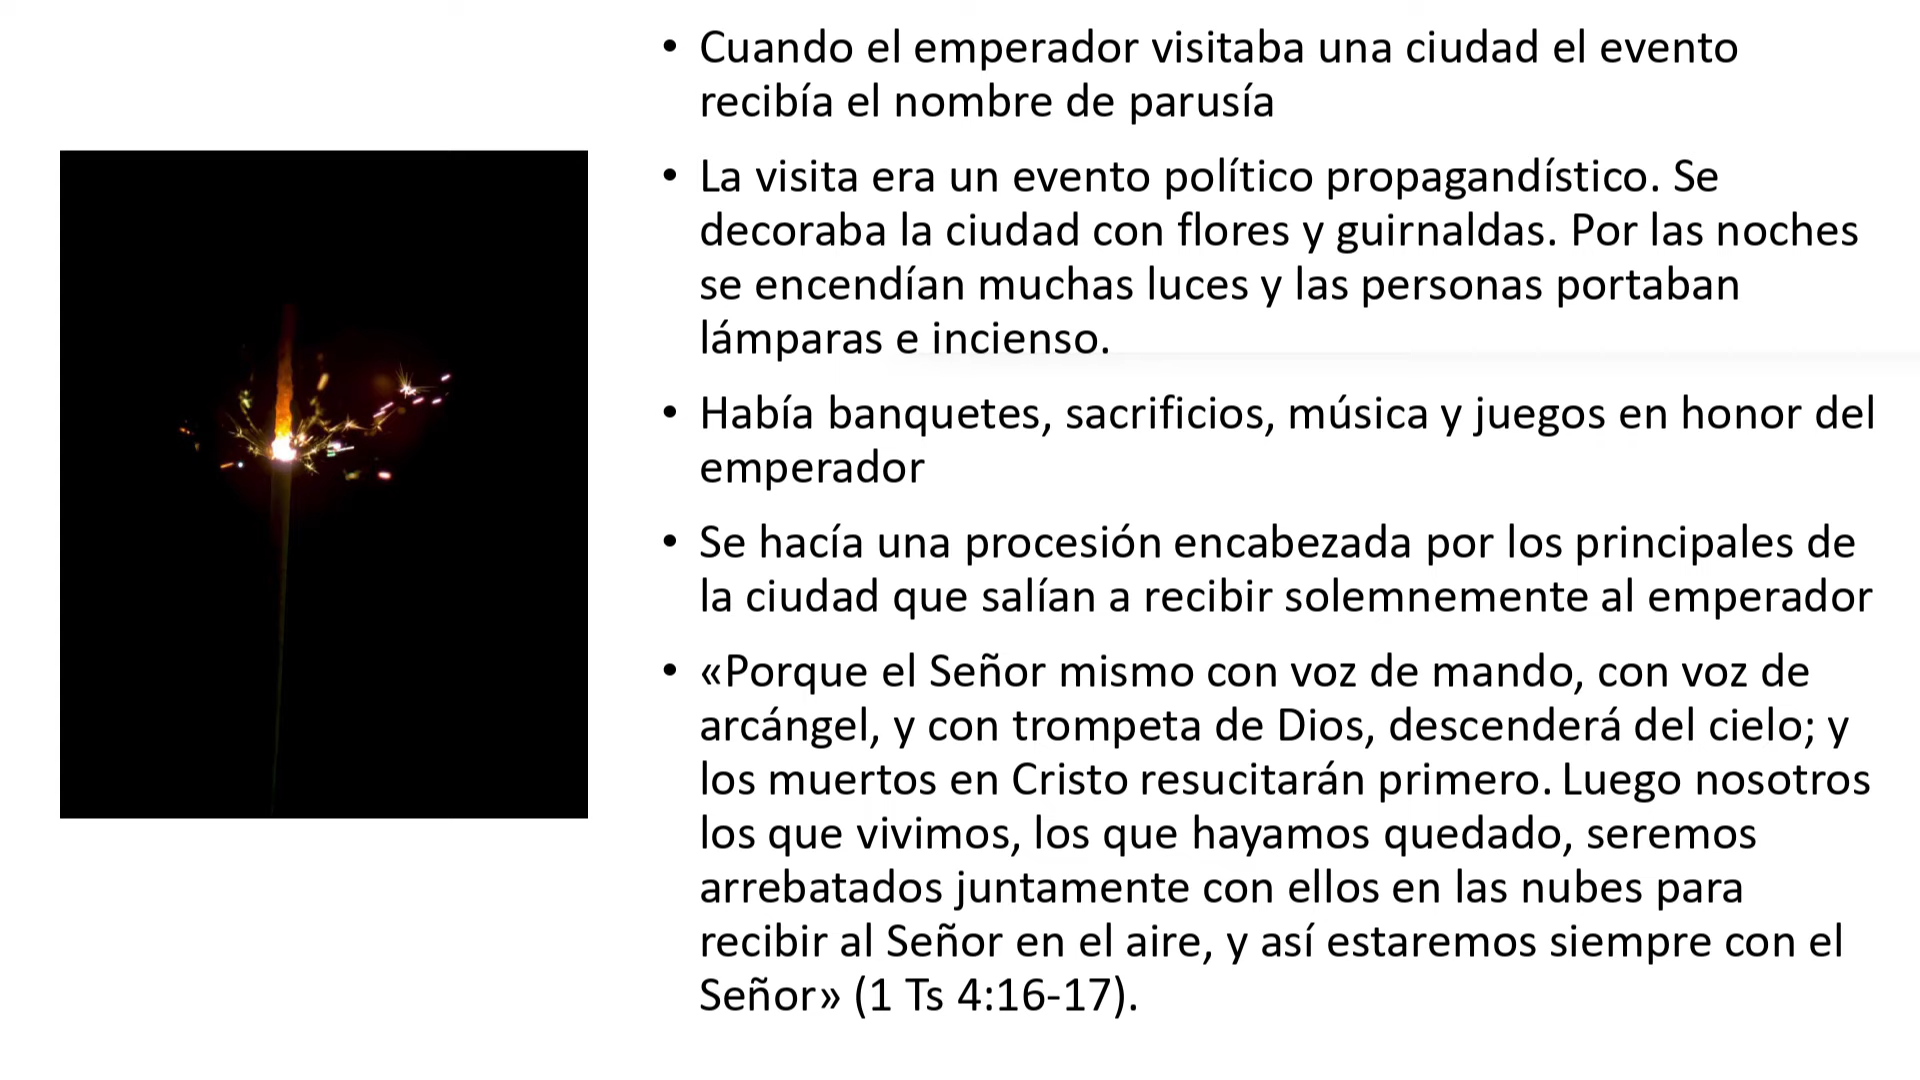 • Cuando el emperador visitaba una ciudad el evento
recibía el nombre de parusía
• La visita era un evento político propagandístico. Se
decoraba la ciudad con flores y guirnaldas. Por las noches
se encendían muchas luces y las personas portaban
lámparas e incienso.
• Había banquetes, sacrificios, música y juegos en honor del
emperador
• Se hacía una procesión encabezada por los principales de
la ciudad que salían a recibir solemnemente al emperador
• «Porque el Señor mismo con voz de mando, con voz de
arcángel, y con trompeta de Dios, descenderá del cielo; y
los muertos en Cristo resucitarán primero. Luego nosotros
los que vivimos, los que hayamos quedado, seremos
arrebatados juntamente con ellos en las nubes para
recibir al Señor en el aire, y así estaremos siempre con el
Señor» (1 Ts 4:16-17).